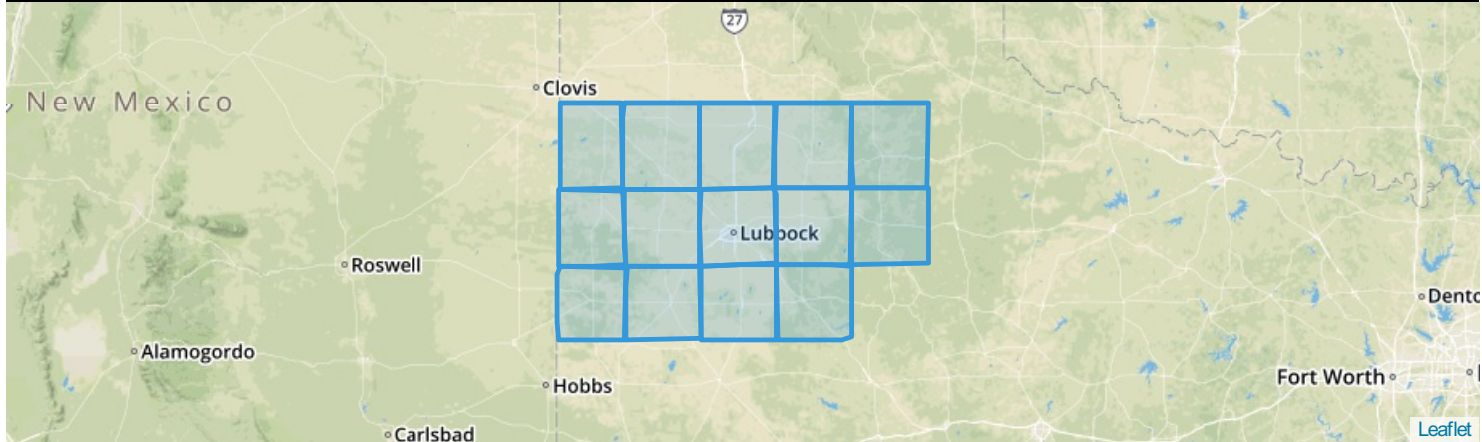 27
Clovis
New Mexico
Lubbock
Roswell
Dento
Alamogordo
Fort Worth
Hobbs
Carlsbad
Leaflet